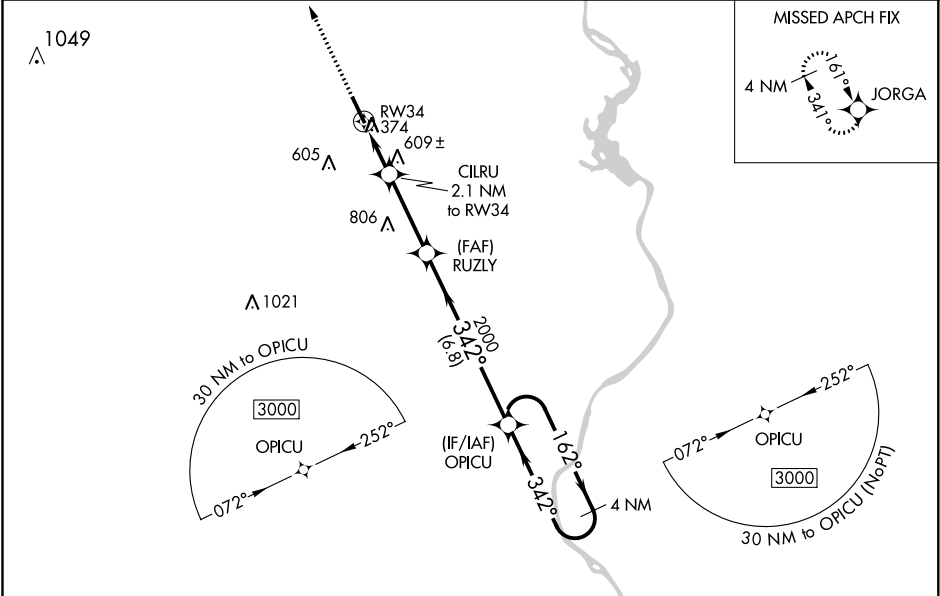 1049
MISSED APCH FIX
4 NM
161°
341°
JORGA
RW34
374
609 ±
605
CILRU
2.1 NM
to RW34
806
(FAF)
RUZLY
1021
2000
342°
(6.8)
30 NM to OPICU
3000
OPICU
252°
072°
(IF/IAF)
OPICU
162°
342°
4 NM
252°
072°
OPICU
3000
30 NM to OPICU (NoPT)